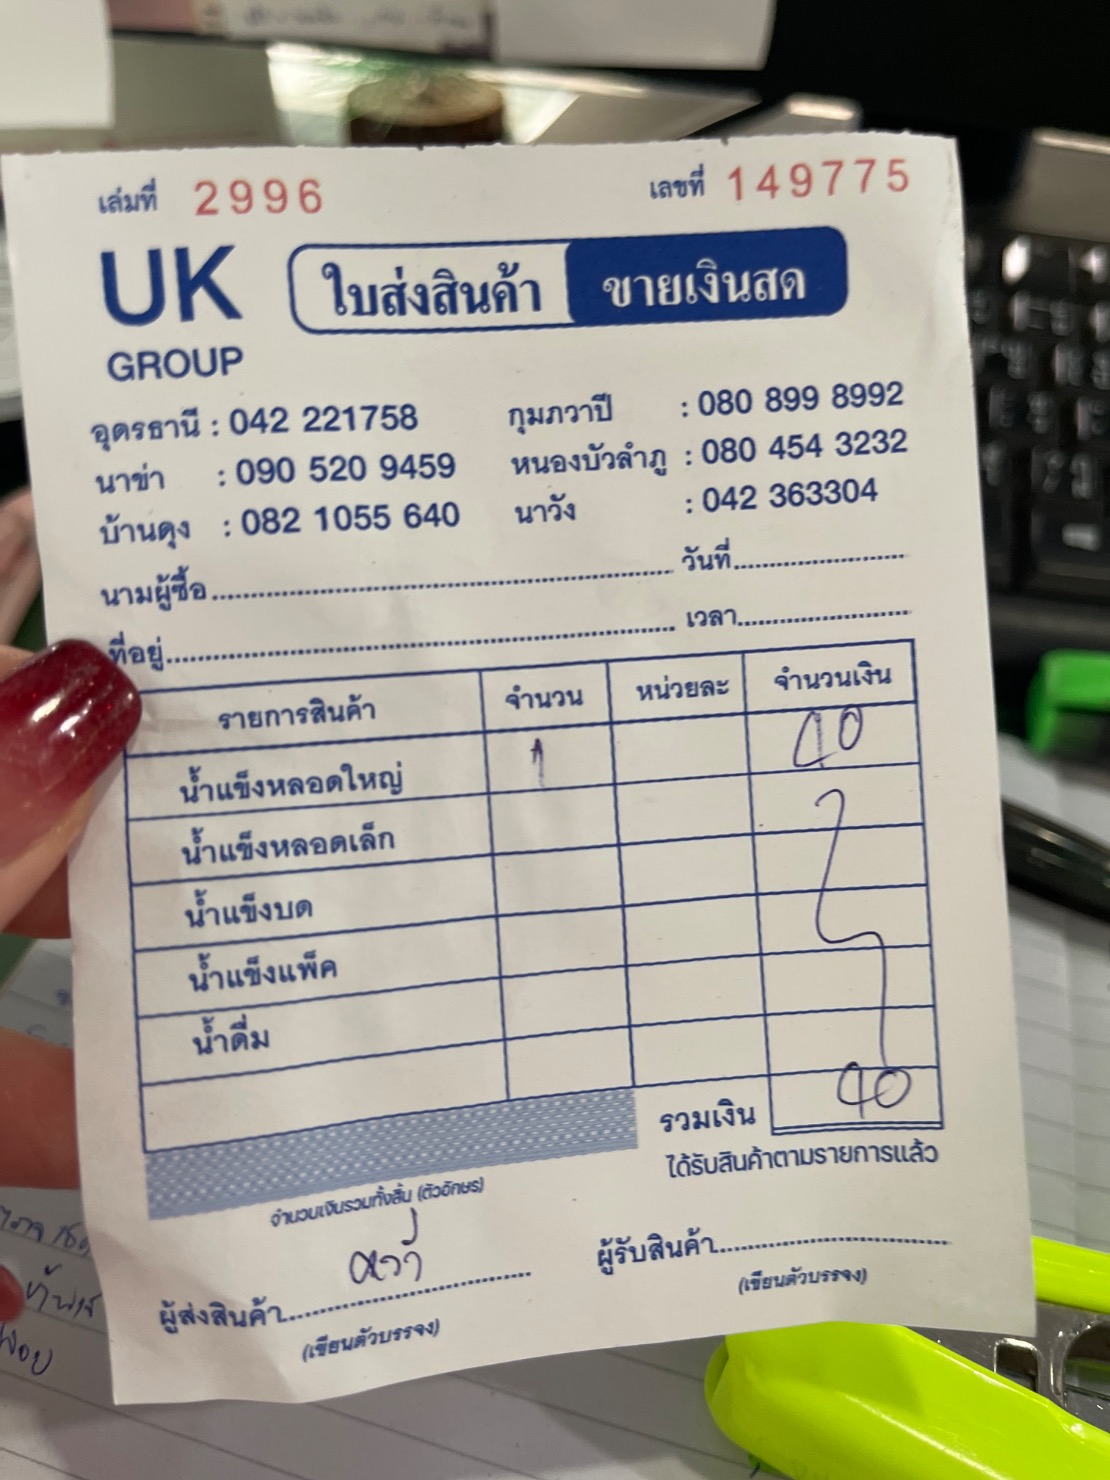 เล่มที่ 2996 เลขที่ 149775
UK GROUP
ใบส่งสินค้า ขายเงินสด
อุดรธานี : 042 221758 กุมภวาปี : 080 899 8992
นาข่า : 090 520 9459 หนองบัวลำภู : 080 454 3232
บ้านดุง : 082 1055 640 นาวัง : 042 363304
นามผู้ซื้อ วันที่
ที่อยู่ เวลา
รายการสินค้า จำนวน หน่วยละ จำนวนเงิน
น้ำแข็งหลอดใหญ่ 1 40
น้ำแข็งหลอดเล็ก
น้ำแข็งบด
น้ำแข็งแพ็ค
น้ำดื่ม
รวมเงิน 40
ได้รับสินค้าตามรายการแล้ว
จำนวนเงินรวมทั้งสิ้น (ตัวอักษร)
ผู้ส่งสินค้า ผู้รับสินค้า
(เขียนตัวบรรจง) (เขียนตัวบรรจง)